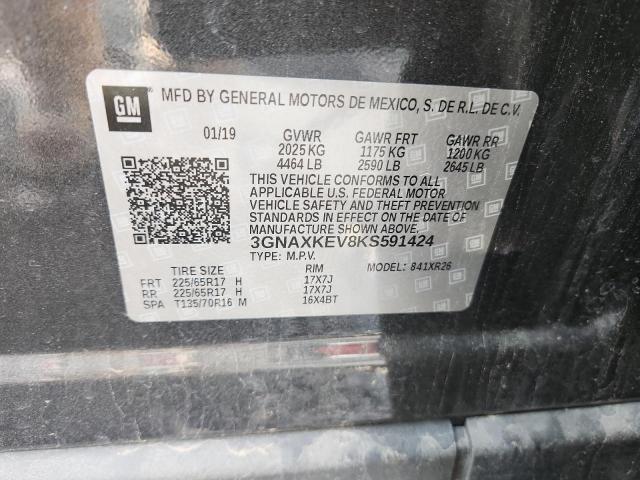 GM MFD BY GENERAL MOTORS DE MEXICO, S. DE R.L. DE C.V.
01/19 GVWR GAWR FRT GAWR RR
2025 KG 1175 KG 1200 KG
4464 LB 2590 LB 2645 LB
THIS VEHICLE CONFORMS TO ALL
APPLICABLE U.S. FEDERAL MOTOR
VEHICLE SAFETY AND THEFT PREVENTION
STANDARDS IN EFFECT ON THE DATE OF
MANUFACTURE SHOWN ABOVE.
3GNAXKEV8KS591424
TYPE: M.P.V. MODEL: 841XR26
TIRE SIZE RIM
FRT 225/65R17 H 17X7J
RR 225/65R17 H 17X7J
SPA T135/70R16 M 16X4BT